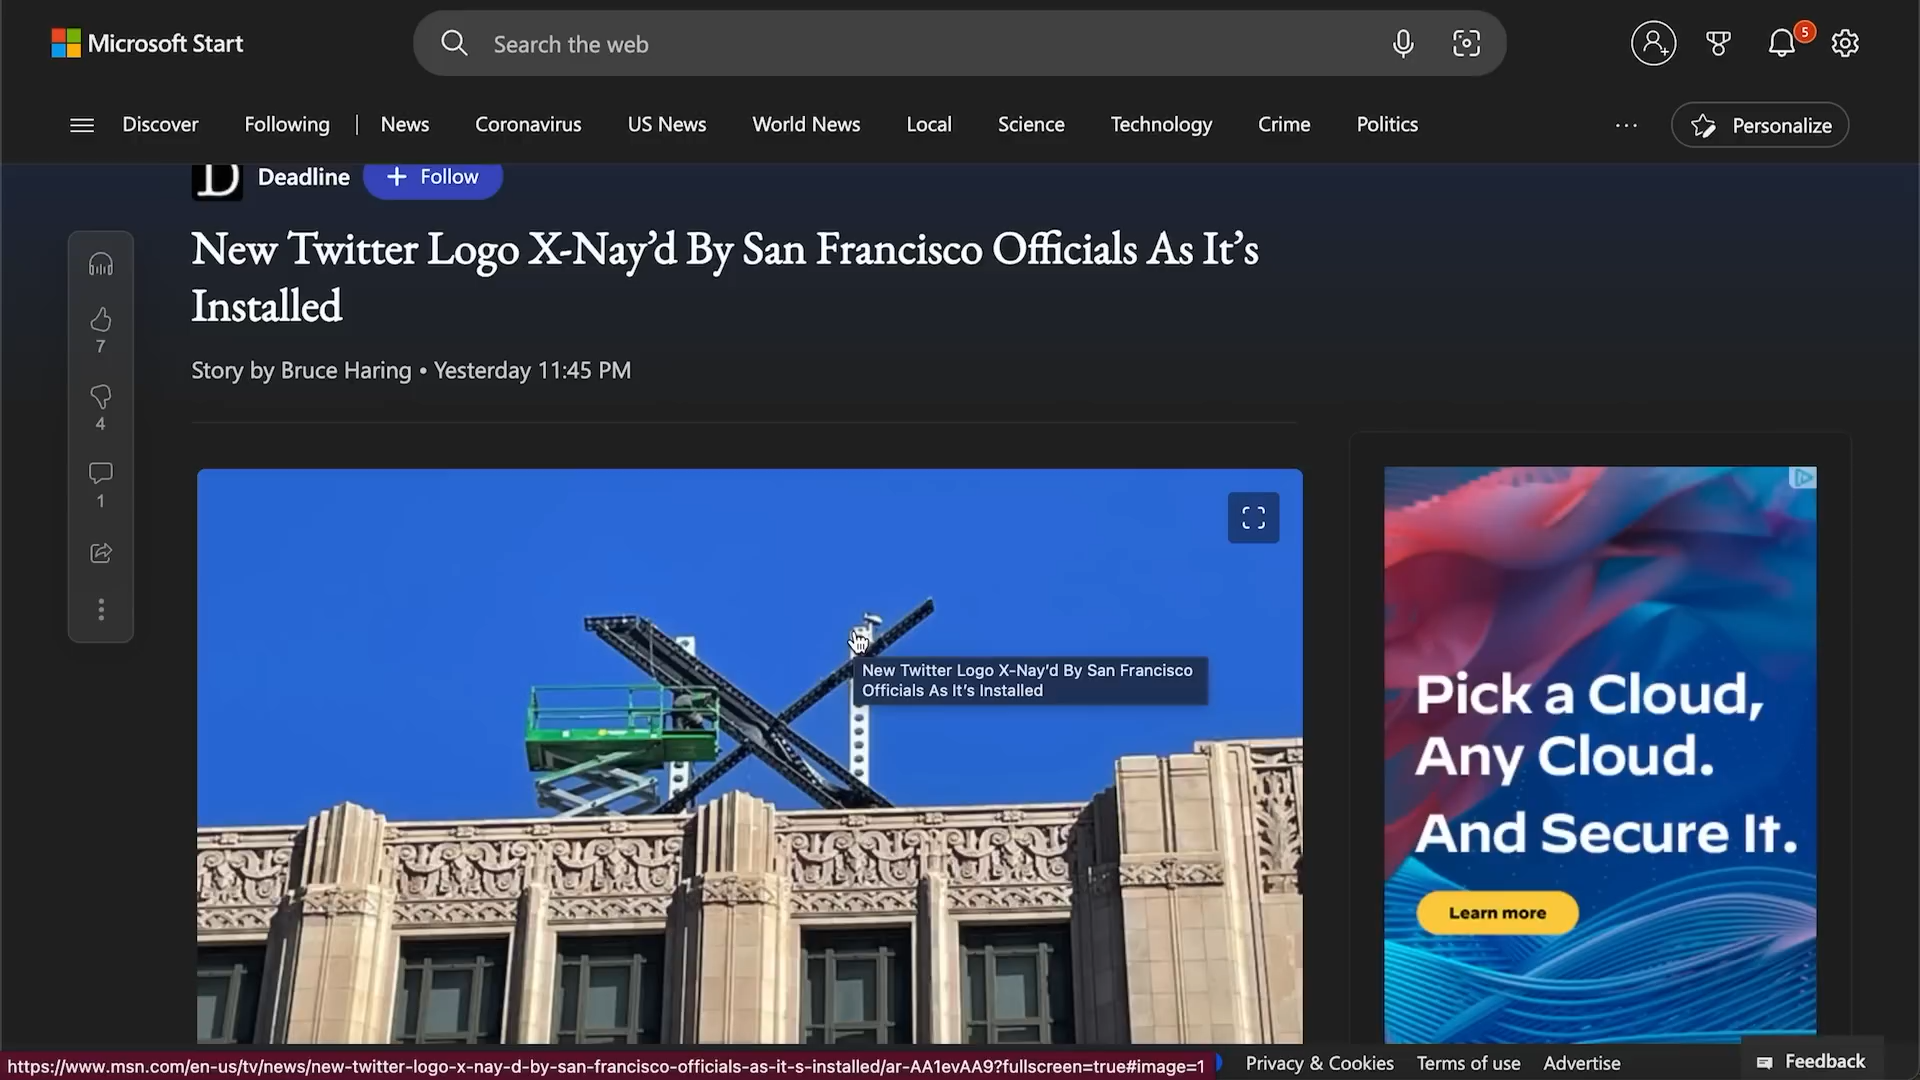 Microsoft Start
Search the web
5
Discover
Following
News
Coronavirus
US News
World News
Local
Science
Technology
Crime
Politics
Personalize
D
Deadline
+ Follow
New Twitter Logo X-Nay’d By San Francisco Officials As It’s
Installed
Story by Bruce Haring • Yesterday 11:45 PM
7
4
1
New Twitter Logo X-Nay’d By San Francisco
Officials As It’s Installed
Pick a Cloud,
Any Cloud.
And Secure It.
Learn more
https://www.msn.com/en-us/tv/news/new-twitter-logo-x-nay-d-by-san-francisco-officials-as-it-s-installed/ar-AA1evAA9?fullscreen=true#image=1
Privacy & Cookies
Terms of use
Advertise
Feedback